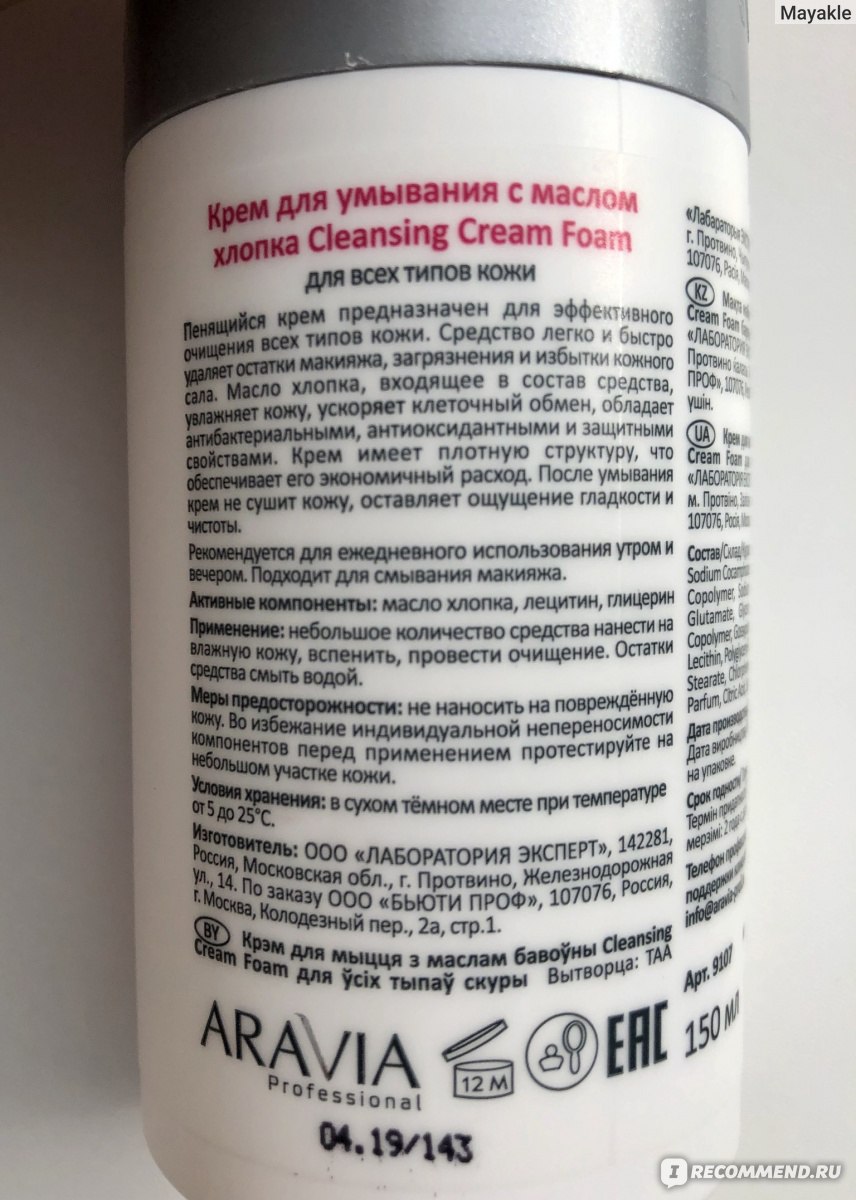 Mayakle
Крем для умывания с маслом
хлопка Cleansing Cream Foam
для всех типов кожи
Пенящийся крем предназначен для эффективного
очищения всех типов кожи. Средство легко и быстро
удаляет остатки макияжа, загрязнения и избытки кожного
сала. Масло хлопка, входящее в состав средства,
увлажняет кожу, ускоряет клеточный обмен, обладает
антибактериальными, антиоксидантными и защитными
свойствами. Крем имеет плотную структуру, что
обеспечивает его экономичный расход. После умывания
крем не сушит кожу, оставляет ощущение гладкости и
чистоты.
Рекомендуется для ежедневного использования утром и
вечером. Подходит для смывания макияжа.
Активные компоненты: масло хлопка, лецитин, глицерин
Применение: небольшое количество средства нанести на
влажную кожу, вспенить, провести очищение. Остатки
средства смыть водой.
Меры предосторожности: не наносить на повреждённую
кожу. Во избежание индивидуальной непереносимости
компонентов перед применением протестируйте на
небольшом участке кожи.
Условия хранения: в сухом тёмном месте при температуре
от 5 до 25°С.
Изготовитель: ООО «ЛАБОРАТОРИЯ ЭКСПЕРТ», 142281,
Россия, Московская обл., г. Протвино, Железнодорожная
ул., 14. По заказу ООО «БЬЮТИ ПРОФ», 107076, Россия,
г. Москва, Колодезный пер., 2а, стр.1.
BY Крэм для мыцця з маслам бавоўны Cleansing
Cream Foam для ўсіх тыпаў скуры Вытворца: ТАА
ARAVIA
Professional
12 M
EAC
04.19/143
г. Протвино,
107076,
KZ
Cream Foam
«ЛАБОРАТОРИЯ
Протвино
ПРОФ», 107076,
үшін.
UA Крем
Cream Foam
«ЛАБОРАТОРИЯ
м. Протвіно,
107076, Росія,
Состав/Склад/
Sodium
Copolymer,
Glutamate,
Copolymer,
Lecithin,
Stearate,
Parfum, Citric
Дата
Дата
на упаковке.
Срок годности
Термін
мерзімі: 2
Телефон
поддержки
Арт. 9107
150 мл
IRECOMMEND.RU